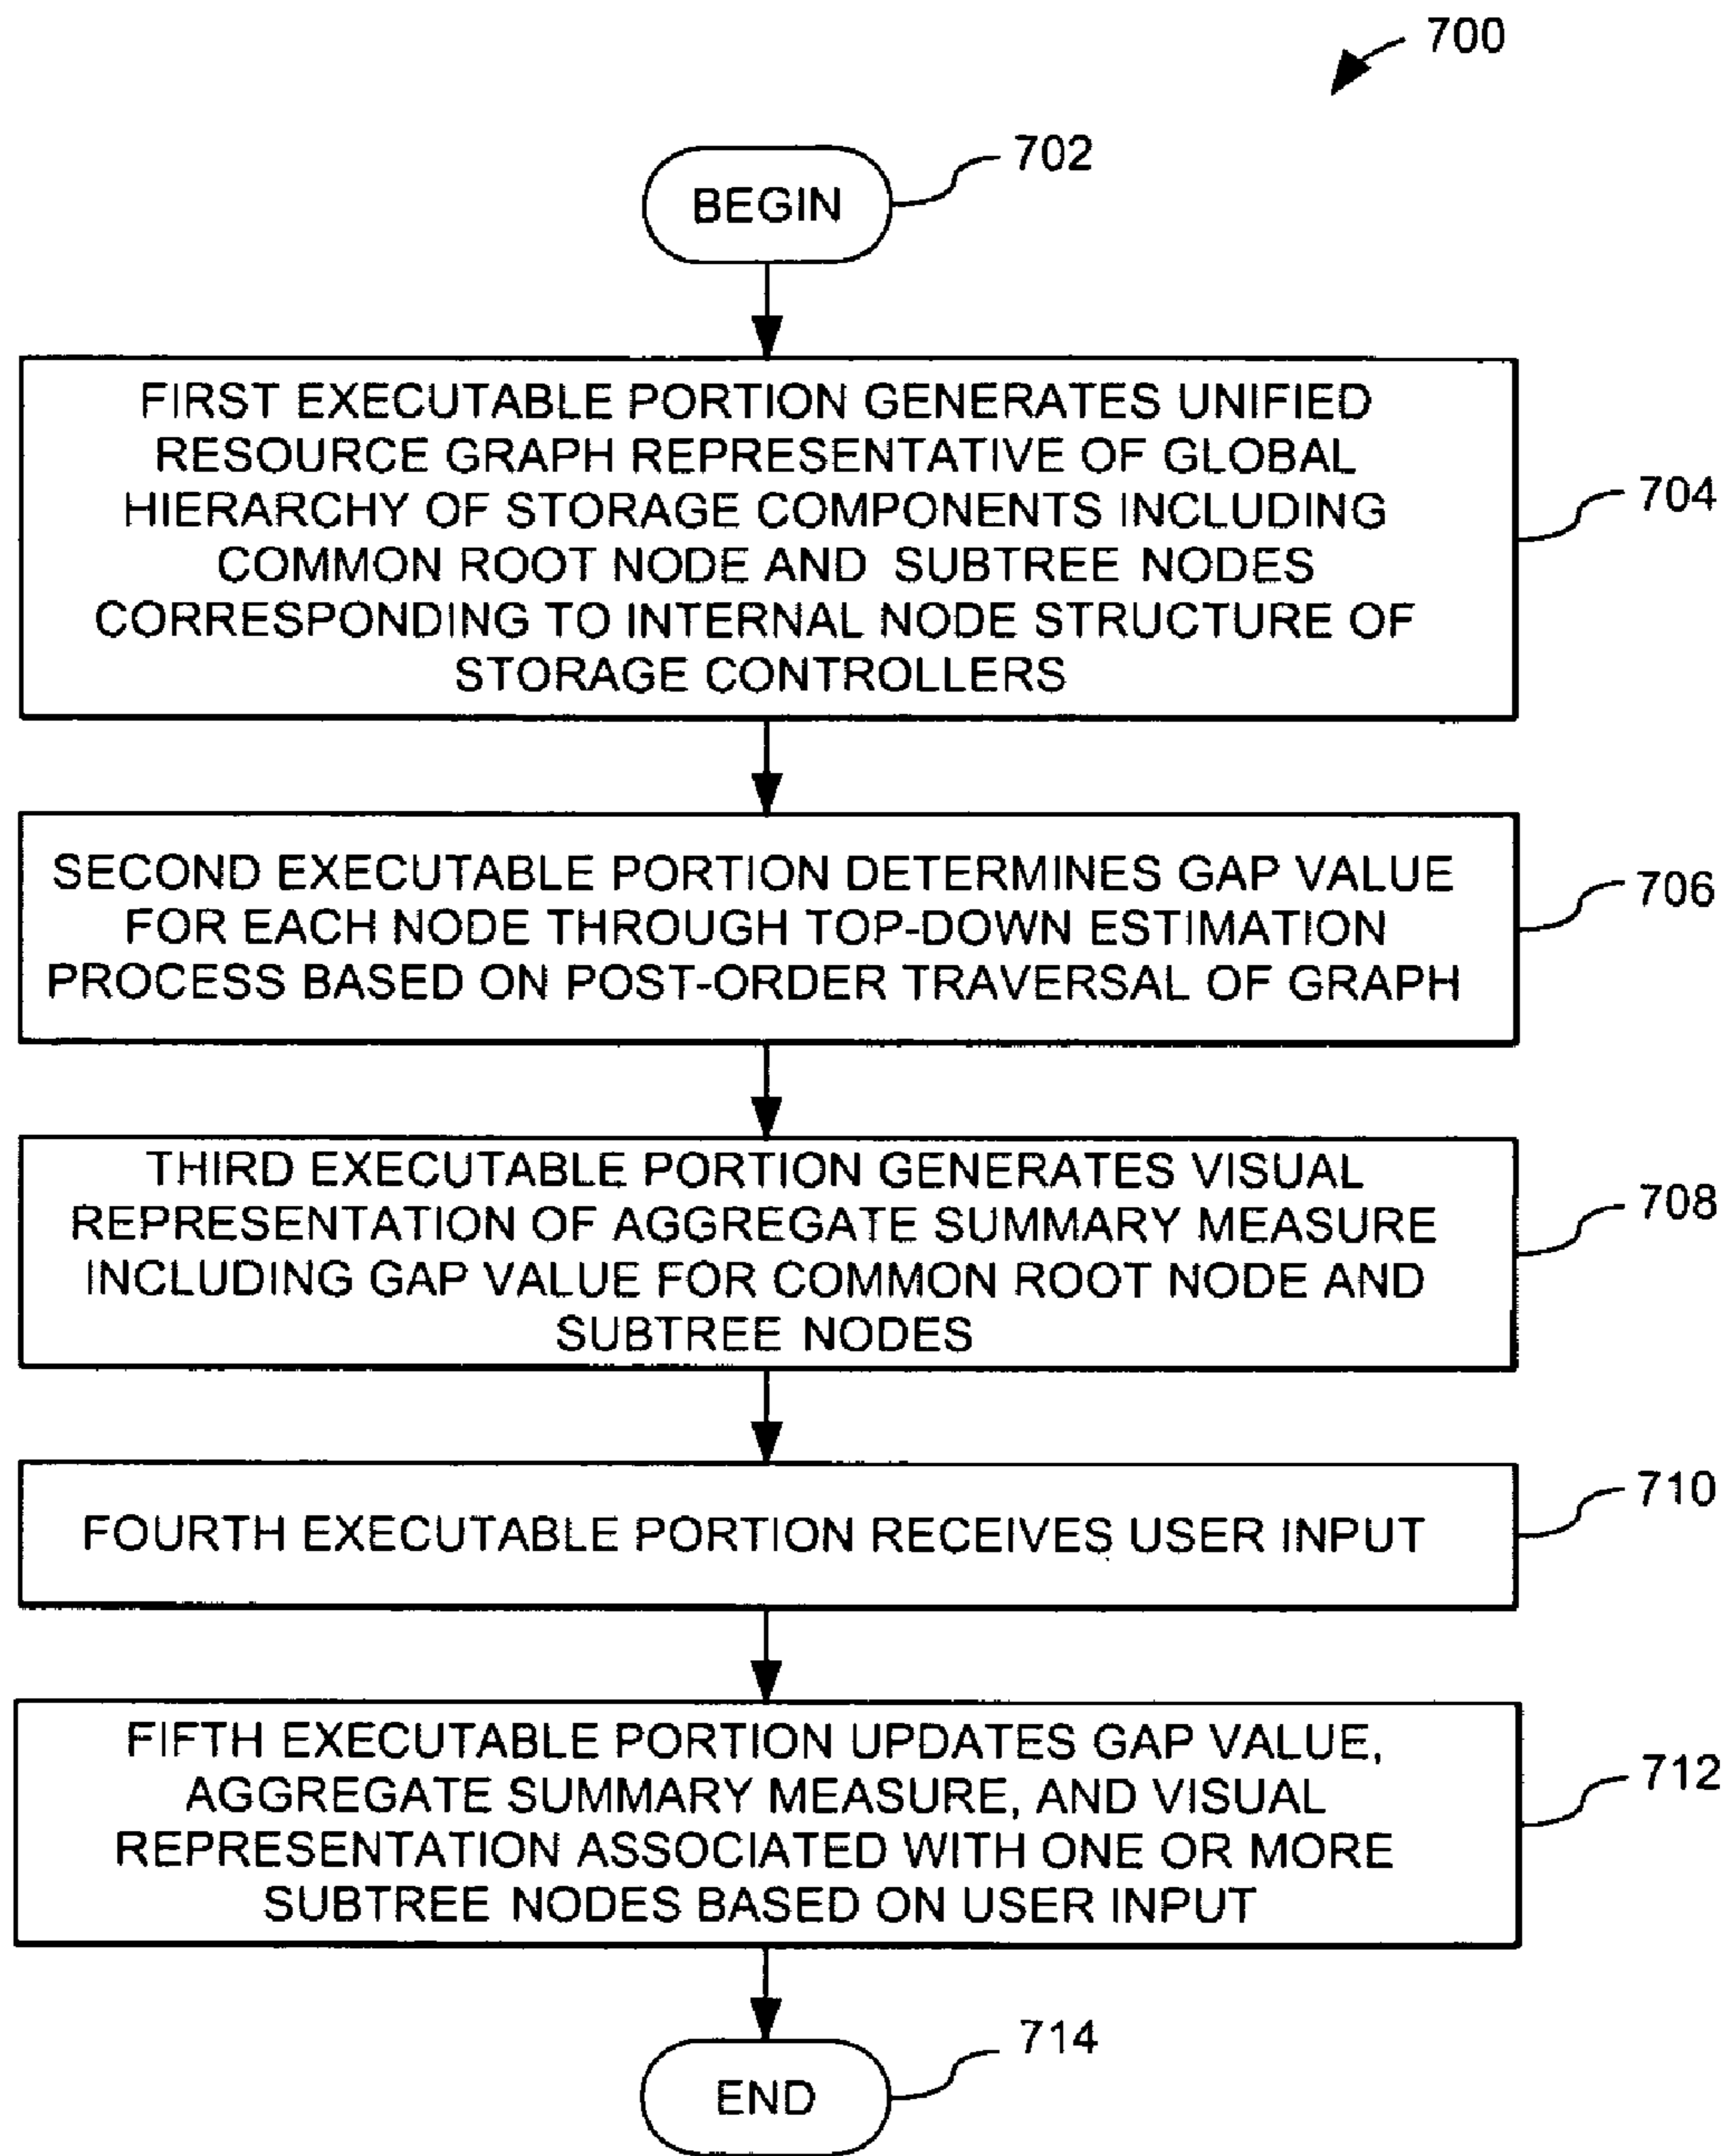 700
702
BEGIN
FIRST EXECUTABLE PORTION GENERATES UNIFIED
RESOURCE GRAPH REPRESENTATIVE OF GLOBAL
HIERARCHY OF STORAGE COMPONENTS INCLUDING
COMMON ROOT NODE AND SUBTREE NODES
CORRESPONDING TO INTERNAL NODE STRUCTURE OF
STORAGE CONTROLLERS
704
SECOND EXECUTABLE PORTION DETERMINES GAP VALUE
FOR EACH NODE THROUGH TOP-DOWN ESTIMATION
PROCESS BASED ON POST-ORDER TRAVERSAL OF GRAPH
706
THIRD EXECUTABLE PORTION GENERATES VISUAL
REPRESENTATION OF AGGREGATE SUMMARY MEASURE
INCLUDING GAP VALUE FOR COMMON ROOT NODE AND
SUBTREE NODES
708
FOURTH EXECUTABLE PORTION RECEIVES USER INPUT
710
FIFTH EXECUTABLE PORTION UPDATES GAP VALUE,
AGGREGATE SUMMARY MEASURE, AND VISUAL
REPRESENTATION ASSOCIATED WITH ONE OR MORE
SUBTREE NODES BASED ON USER INPUT
712
714
END